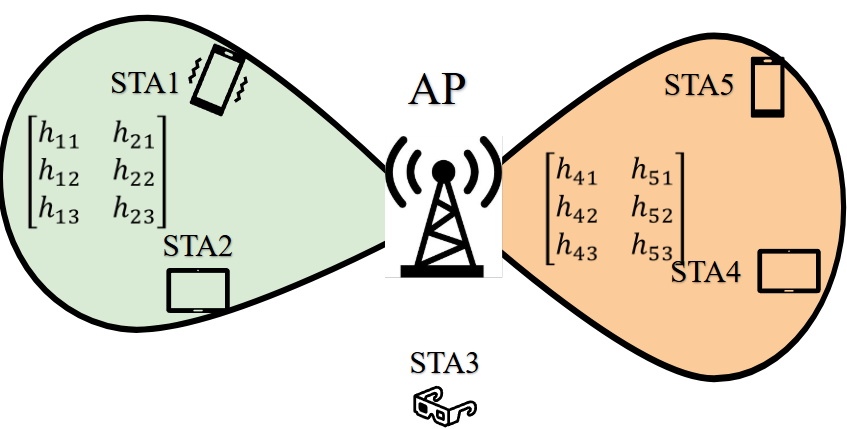 AP
STA1
h11 h21
h12 h22
h13 h23
STA2
STA5
h41 h51
h42 h52
h43 h53
STA4
STA3